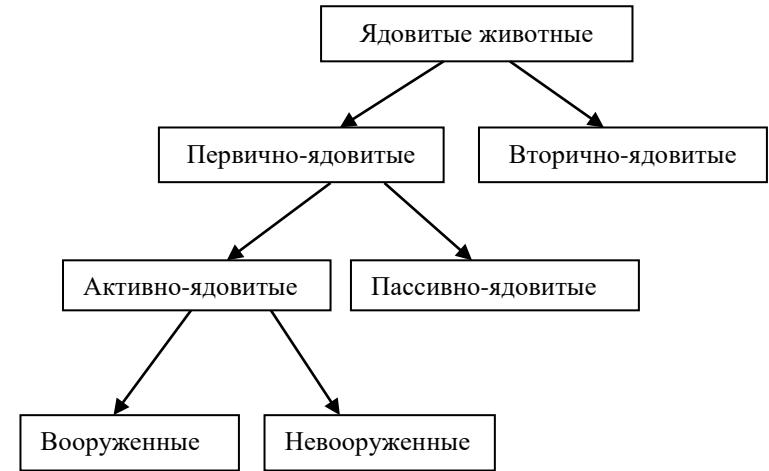 Ядовитые животные
Первично-ядовитые
Вторично-ядовитые
Активно-ядовитые
Пассивно-ядовитые
Вооруженные
Невооруженные